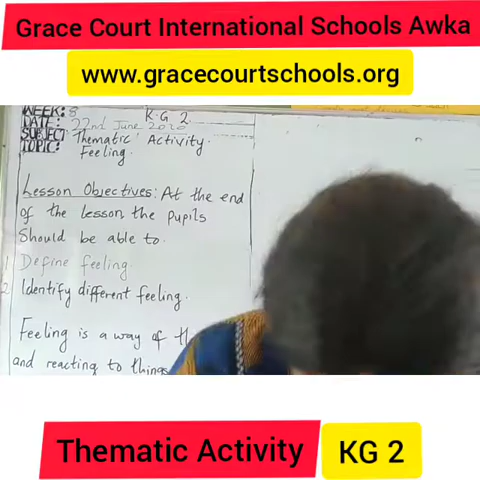 Grace Court International Schools Awka
www.gracecourtschools.org
WEEK: 8 K.G 2
DATE: 22nd June 2020
SUBJECT: Thematic Activity.
TOPIC: Feeling.
Lesson Objectives: At the end
of the lesson, the pupils
Should be able to.
1 Define feeling.
2 Identify different feeling.
Feeling is a way of
and reacting to things
Thematic Activity
KG 2